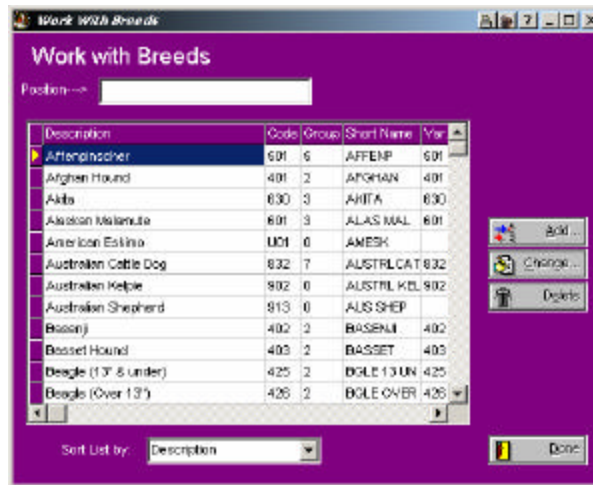 Work With Breeds
Work with Breeds
Position--->
Description Code Group Short Name Var
Affenpinscher 601 6 AFFENP 601
Afghan Hound 401 2 AFGHAN 401
Akita 630 3 AKITA 630
Alaskan Malamute 601 3 ALAS MAL 601
American Eskimo U01 0 AMESK
Australian Cattle Dog 832 7 AUSTRL CAT 832
Australian Kelpie 902 0 AUSTRL KEL 902
Australian Shepherd 913 0 AUS SHEP
Basenji 402 2 BASENJI 402
Basset Hound 403 2 BASSET 403
Beagle (13" & under) 425 2 BGLE 13 UN 425
Beagle (Over 13") 426 2 BGLE OVER 426
Add...
Change...
Delete
Sort List by: Description
Done